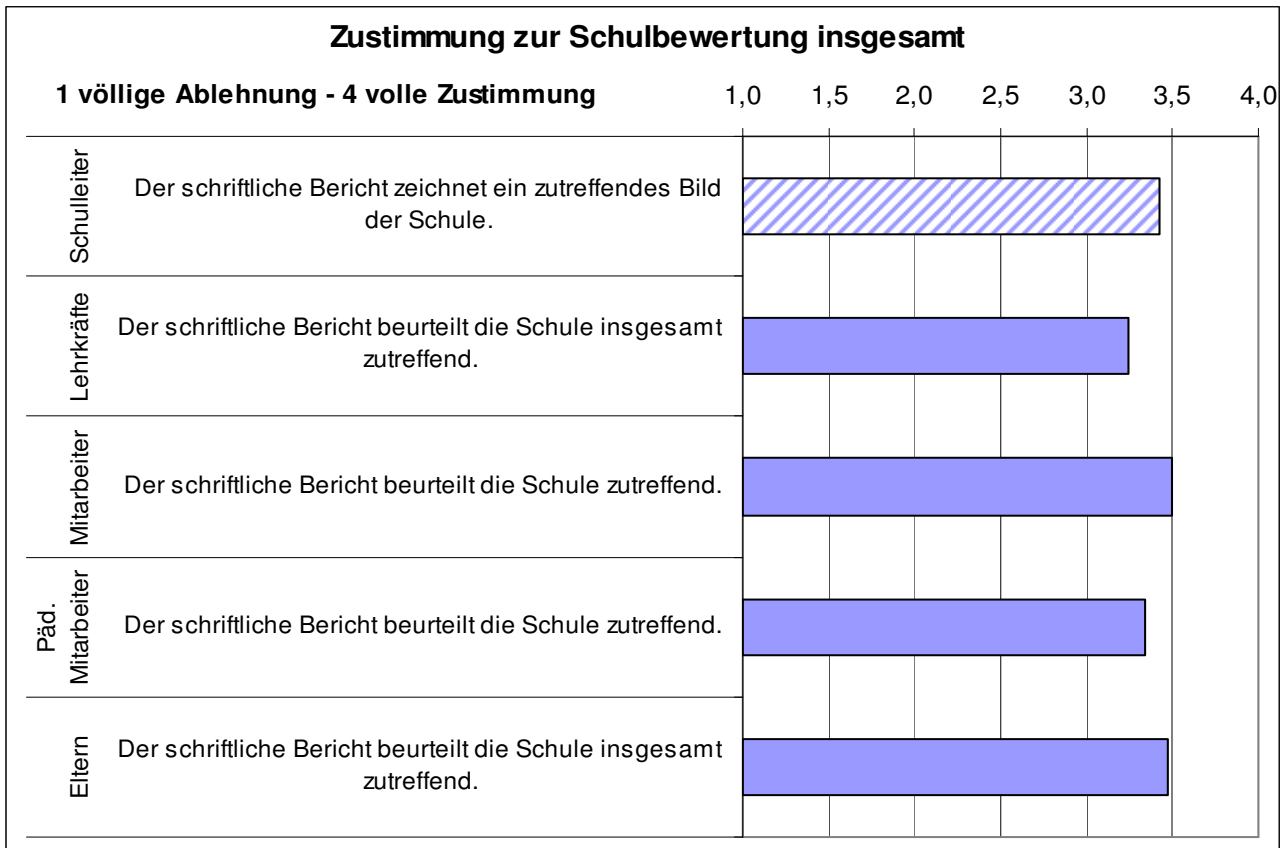 Zustimmung zur Schulbewertung insgesamt
1 völlige Ablehnung - 4 volle Zustimmung
1,0 1,5 2,0 2,5 3,0 3,5 4,0
Schulleiter
Der schriftliche Bericht zeichnet ein zutreffendes Bild
der Schule.
Lehrkräfte
Der schriftliche Bericht beurteilt die Schule insgesamt
zutreffend.
Mitarbeiter
Der schriftliche Bericht beurteilt die Schule zutreffend.
Päd.
Mitarbeiter
Der schriftliche Bericht beurteilt die Schule zutreffend.
Eltern
Der schriftliche Bericht beurteilt die Schule insgesamt
zutreffend.